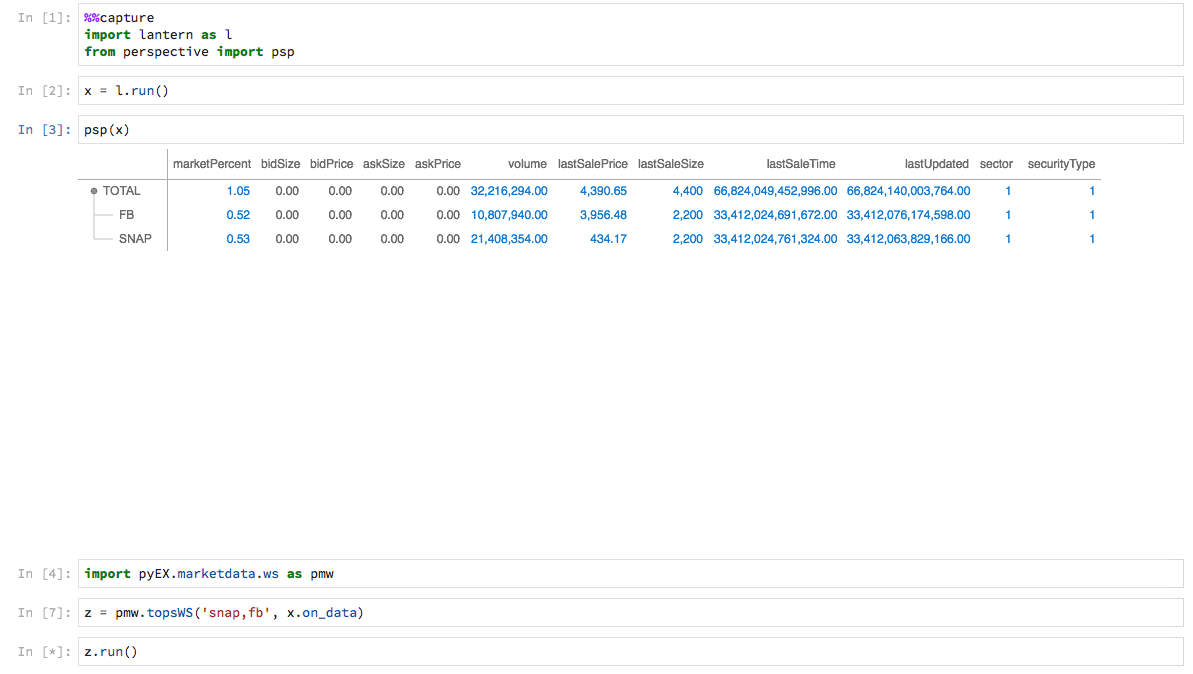 In [1]: %%capture
import lantern as l
from perspective import psp
In [2]: x = l.run()
In [3]: psp(x)
marketPercent bidSize bidPrice askSize askPrice volume lastSalePrice lastSaleSize lastSaleTime lastUpdated sector securityType
TOTAL 1.05 0.00 0.00 0.00 0.00 32,216,294.00 4,390.65 4,400 66,824,049,452,996.00 66,824,140,003,764.00 1 1
FB 0.52 0.00 0.00 0.00 0.00 10,807,940.00 3,956.48 2,200 33,412,024,691,672.00 33,412,076,174,598.00 1 1
SNAP 0.53 0.00 0.00 0.00 0.00 21,408,354.00 434.17 2,200 33,412,024,761,324.00 33,412,063,829,166.00 1 1
In [4]: import pyEX.marketdata.ws as pmw
In [7]: z = pmw.topsWS('snap,fb', x.on_data)
In [*]: z.run()